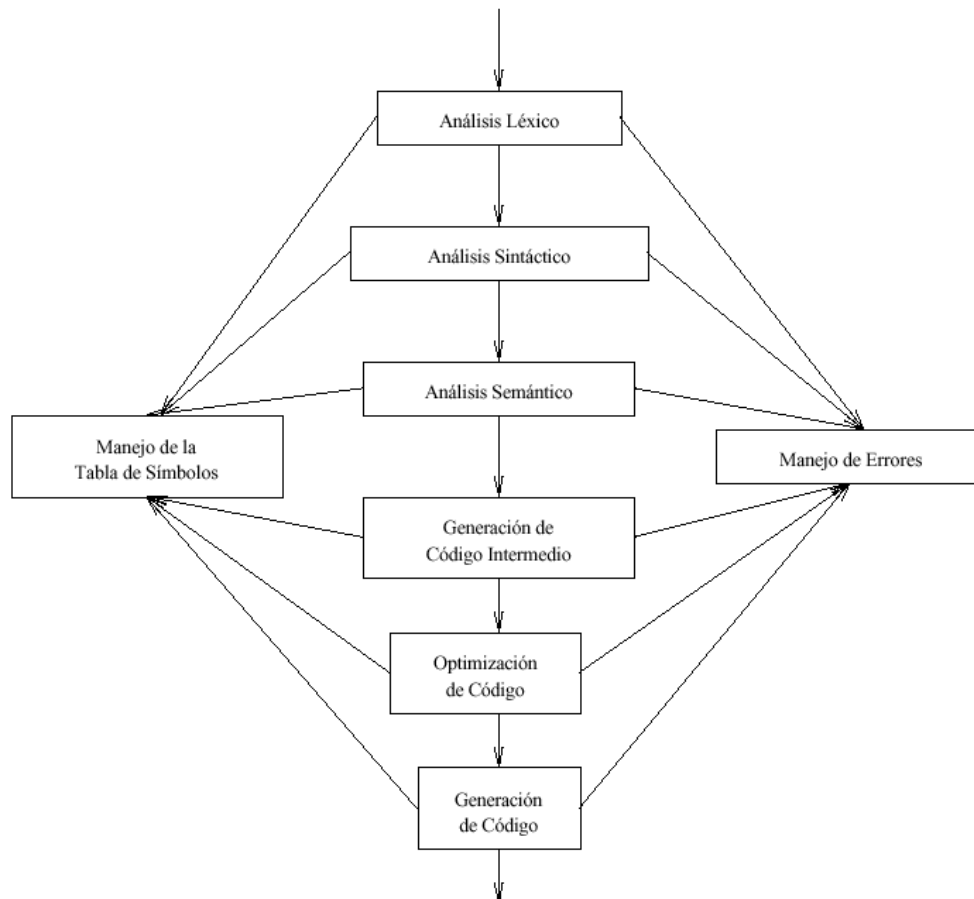 Análisis Léxico
Análisis Sintáctico
Análisis Semántico
Manejo de la
Tabla de Símbolos
Manejo de Errores
Generación de
Código Intermedio
Optimización
de Código
Generación
de Código